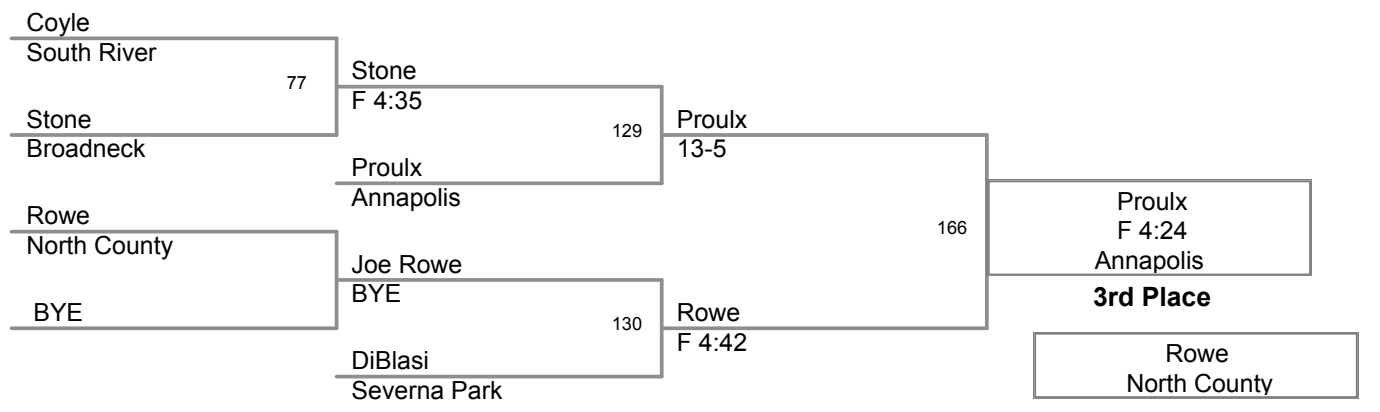 Coyle
South River
77
Stone
F 4:35
Stone
Broadneck
129
Proulx
13-5
Proulx
Annapolis
Rowe
North County
166
Proulx
F 4:24
Annapolis
3rd Place
Joe Rowe
BYE
BYE
130
Rowe
F 4:42
DiBlasi
Severna Park
Rowe
North County